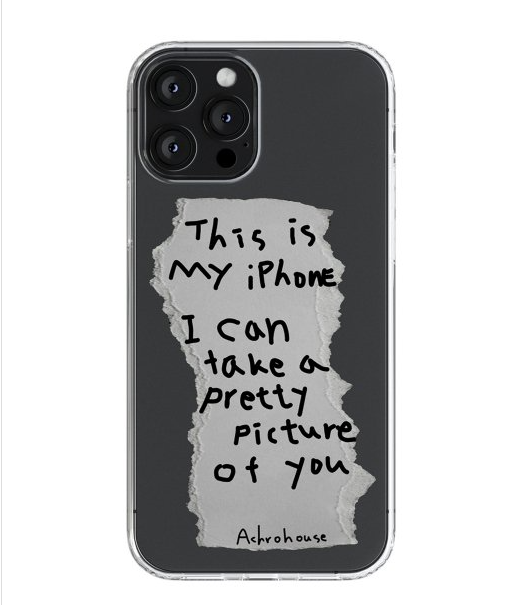 This is
My iPhone
I can
take a
pretty
picture
of you
Achrohouse